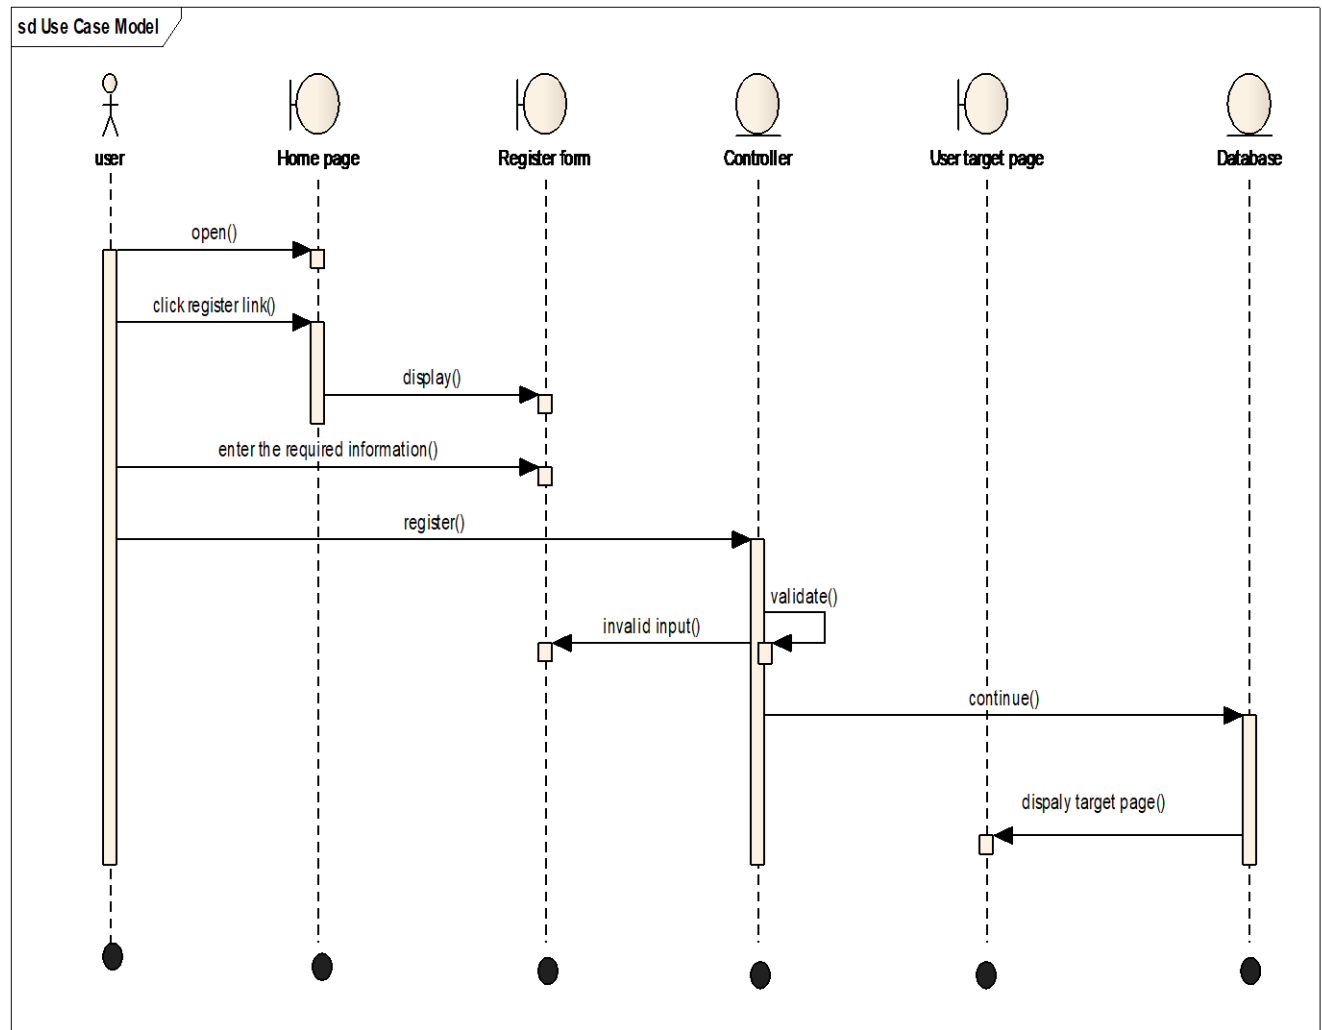 sd Use Case Model
user
Home page
Register form
Controller
User target page
Database
open()
click register link()
display()
enter the required information()
register()
validate()
invalid input()
continue()
dispaly target page()